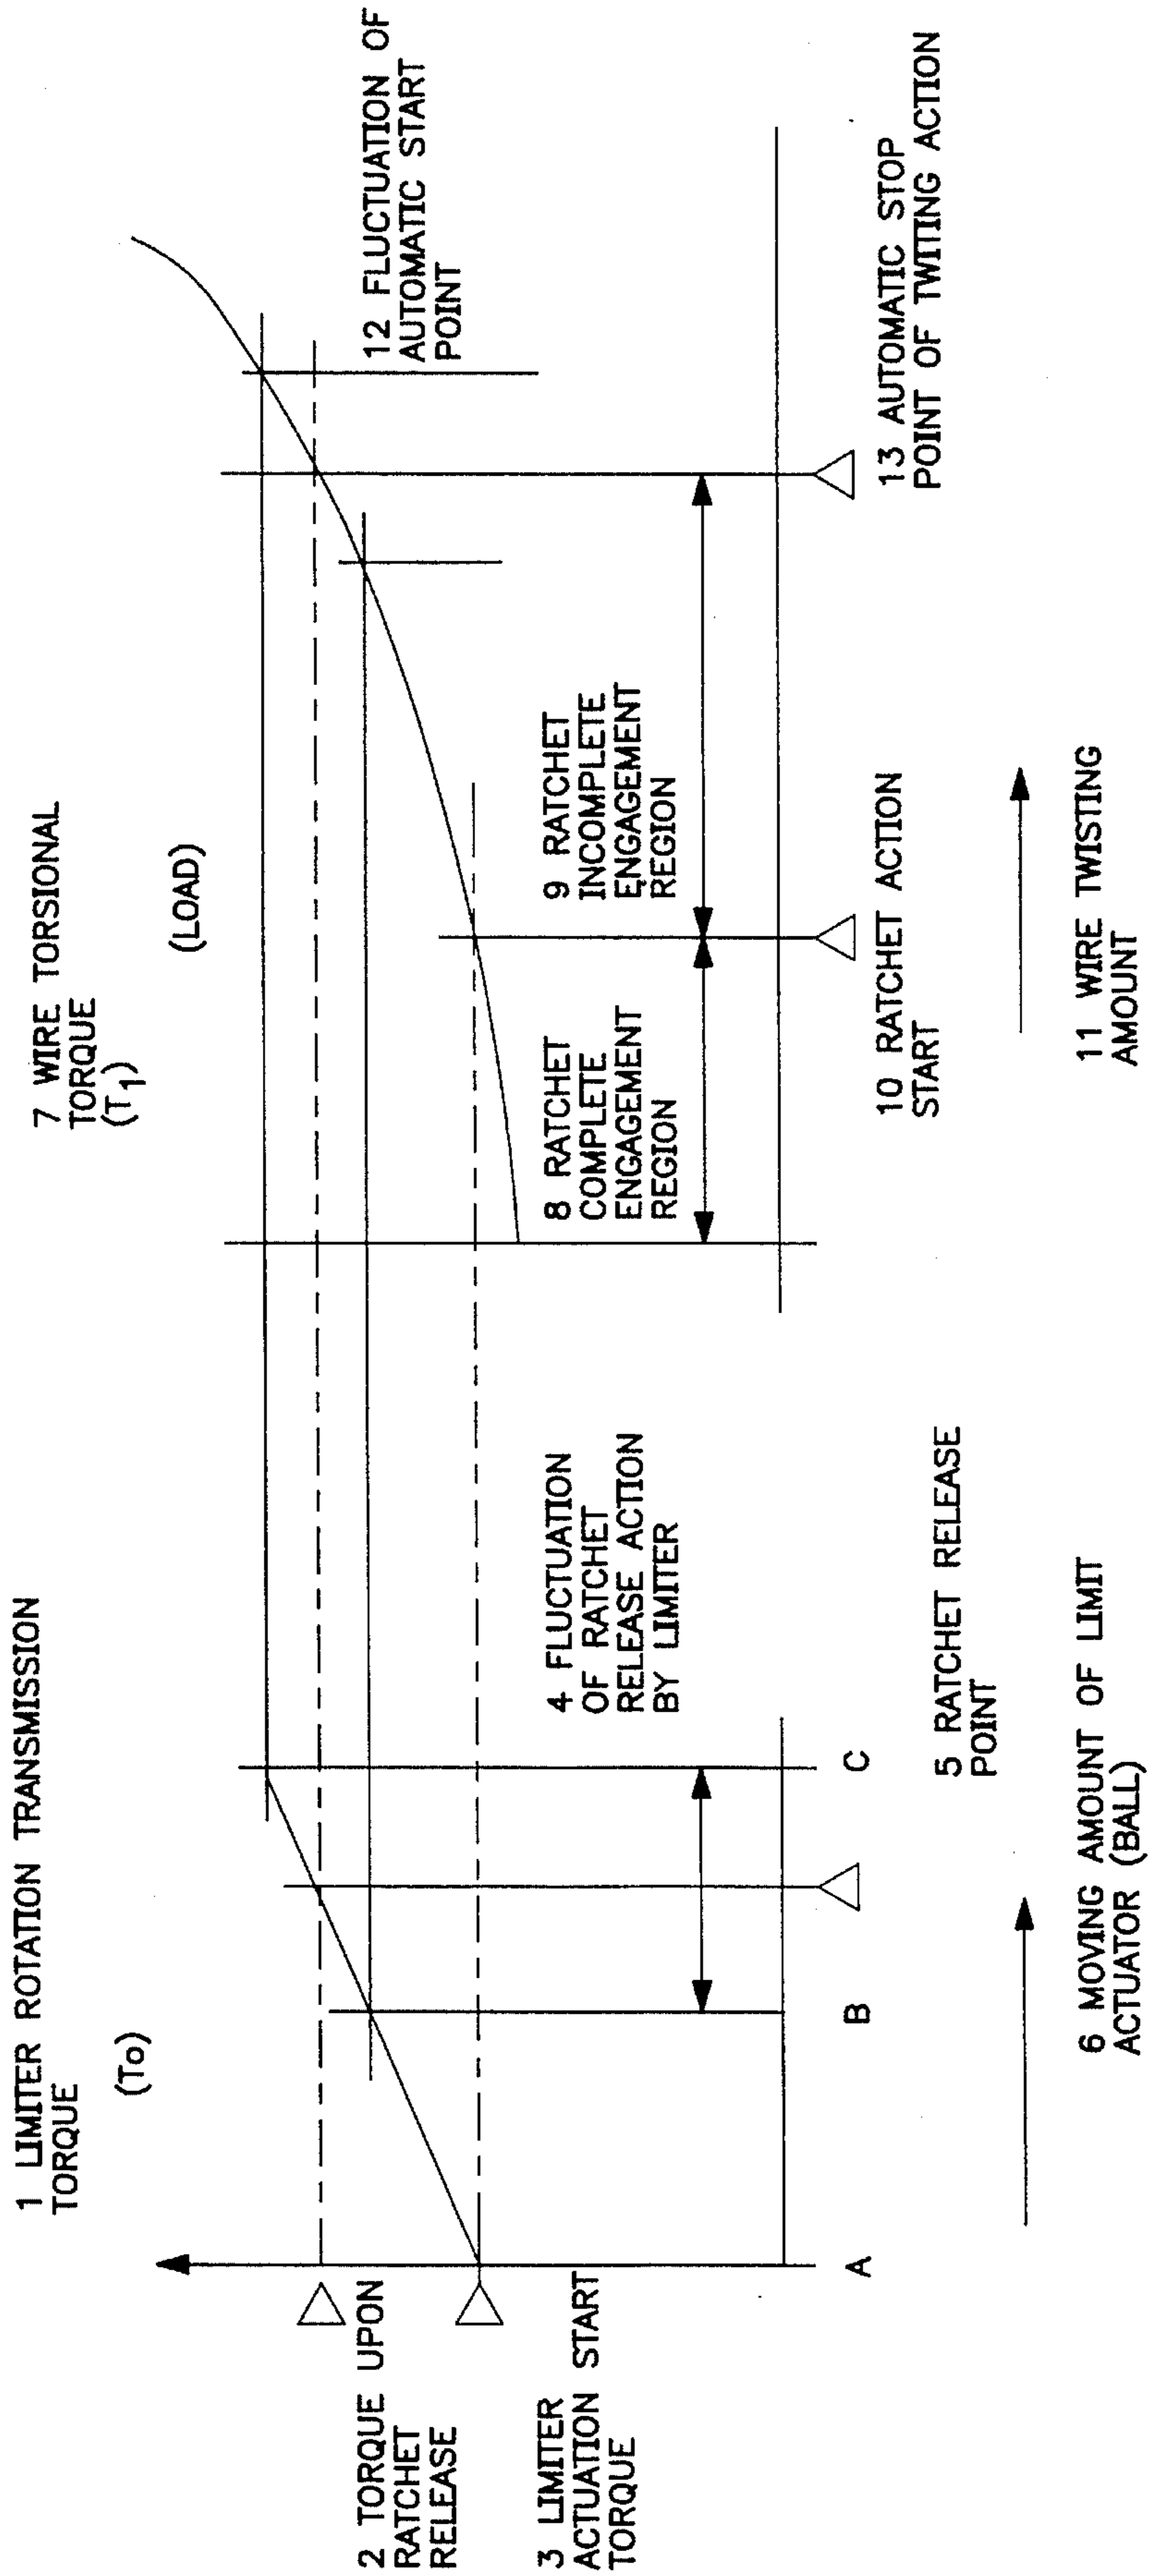 1 LIMITER ROTATION TRANSMISSION
TORQUE
(To)
2 TORQUE UPON
RATCHET
RELEASE
3 LIMITER
ACTUATION START
TORQUE
4 FLUCTUATION
OF RATCHET
RELEASE ACTION
BY LIMITER
A
B
C
5 RATCHET RELEASE
POINT
6 MOVING AMOUNT OF LIMIT
ACTUATOR (BALL)
7 WIRE TORSIONAL
TORQUE
(T1)
(LOAD)
8 RATCHET
COMPLETE
ENGAGEMENT
REGION
9 RATCHET
INCOMPLETE
ENGAGEMENT
REGION
10 RATCHET ACTION
START
11 WIRE TWISTING
AMOUNT
12 FLUCTUATION OF
AUTOMATIC START
POINT
13 AUTOMATIC STOP
POINT OF TWITING ACTION